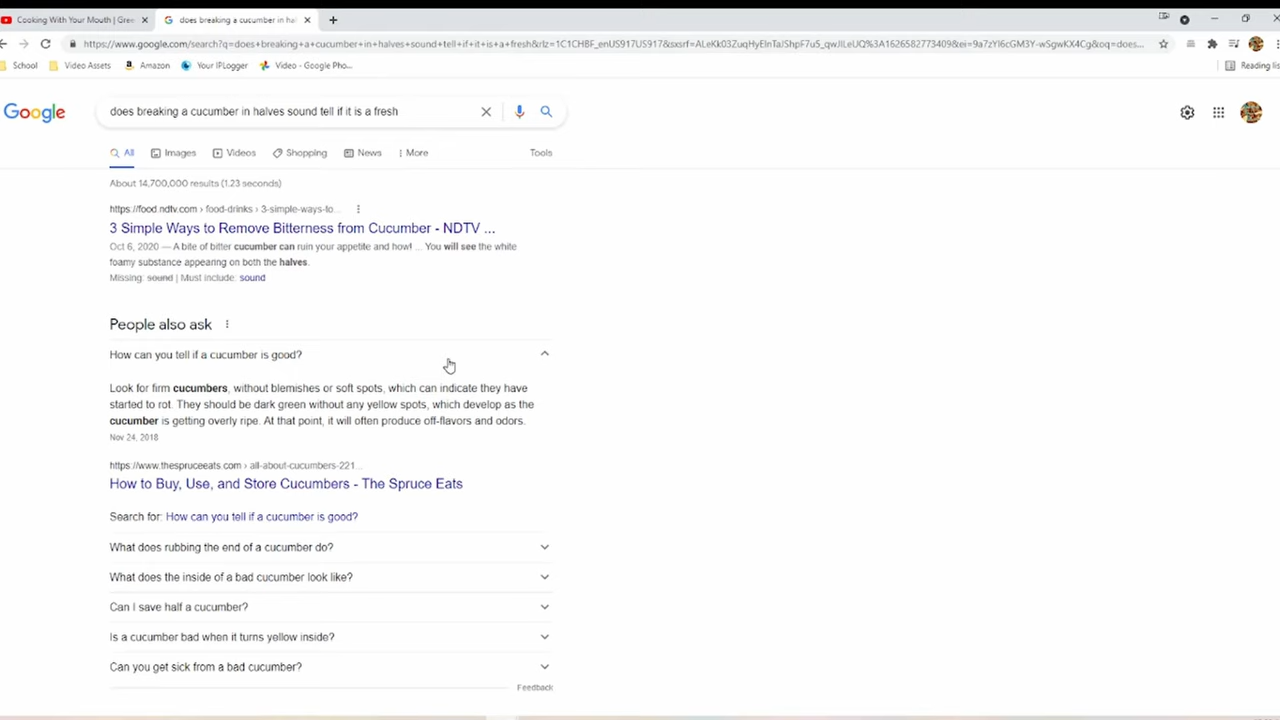 Cooking With Your Mouth | Gree
does breaking a cucumber in hal
https://www.google.com/search?q=does+breaking+a+cucumber+in+halves+sound+tell+if+it+is+a+fresh&rlz=1C1CHBF_enUS917US917&
School
Video Assets
Amazon
Your IPLogger
Video - Google Pho...
Reading lis
Google
does breaking a cucumber in halves sound tell if it is a fresh
All
Images
Videos
Shopping
News
More
Tools
About 14,700,000 results (1.23 seconds)
https://food.ndtv.com › food-drinks › 3-simple-ways-to...
3 Simple Ways to Remove Bitterness from Cucumber - NDTV ...
Oct 6, 2020 — A bite of bitter cucumber can ruin your appetite and how! ... You will see the white
foamy substance appearing on both the halves.
Missing: sound | Must include: sound
People also ask
How can you tell if a cucumber is good?
Look for firm cucumbers, without blemishes or soft spots, which can indicate they have
started to rot. They should be dark green without any yellow spots, which develop as the
cucumber is getting overly ripe. At that point, it will often produce off-flavors and odors.
Nov 24, 2018
https://www.thespruceeats.com › all-about-cucumbers-221...
How to Buy, Use, and Store Cucumbers - The Spruce Eats
Search for: How can you tell if a cucumber is good?
What does rubbing the end of a cucumber do?
What does the inside of a bad cucumber look like?
Can I save half a cucumber?
Is a cucumber bad when it turns yellow inside?
Can you get sick from a bad cucumber?
Feedback